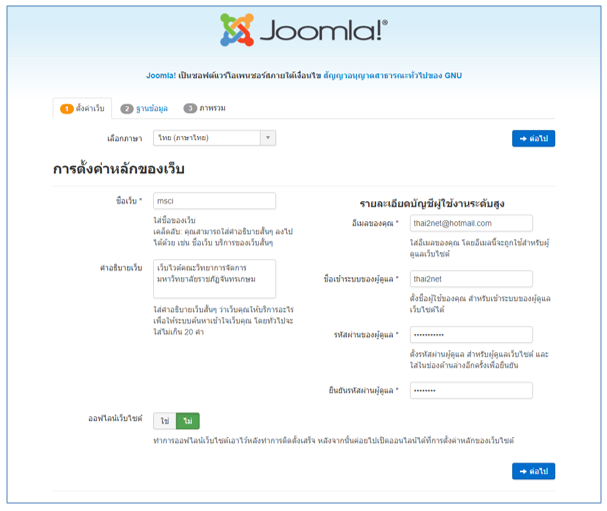 Joomla!®
Joomla! เป็นซอฟต์แวร์โอเพนซอร์สภายใต้เงื่อนไข สัญญาอนุญาตสาธารณะทั่วไปของ GNU
1 ตั้งค่าเว็บ 2 ฐานข้อมูล 3 ภาพรวม
เลือกภาษา ไทย (ภาษาไทย) ต่อไป
การตั้งค่าหลักของเว็บ
ชื่อเว็บ * msci
ใส่ชื่อของเว็บ
เคล็ดลับ: คุณสามารถใส่คำอธิบายสั้นๆ ลงไป
ได้ด้วย เช่น ชื่อเว็บ บริการของเว็บสั้นๆ
คำอธิบายเว็บ เว็บไวต์คณะวิทยาการจัดการ
มหาวิทยาลัยราชภัฏจันทรเกษม
ใส่คำอธิบายเว็บสั้นๆ ว่าเว็บคุณให้บริการอะไร
เพื่อให้ระบบค้นหาเข้าใจเว็บคุณ โดยทั่วไปจะ
ใส่ไม่เกิน 20 คำ
รายละเอียดบัญชีผู้ใช้งานระดับสูง
อีเมลของคุณ * thai2net@hotmail.com
ใส่อีเมลของคุณ โดยอีเมลนี้จะถูกใช้สำหรับผู้
ดูแลเว็บไซต์
ชื่อเข้าระบบของผู้ดูแล * thai2net
ตั้งชื่อผู้ใช้ของคุณ สำหรับเข้าระบบของผู้ดูแล
เว็บไซต์ได้
รหัสผ่านของผู้ดูแล * •••••••••••
ตั้งรหัสผ่านผู้ดูแล สำหรับผู้ดูแลเว็บไซต์ และ
ใส่ในช่องด้านล่างอีกครั้งเพื่อยืนยัน
ยืนยันรหัสผ่านผู้ดูแล * ••••••••
ออฟไลน์เว็บไซต์ ใช่ ไม่
ทำการออฟไลน์เว็บไซต์เอาไว้หลังทำการติดตั้งเสร็จ หลังจากนั้นค่อยไปเปิดออนไลน์ได้ที่การตั้งค่าหลักของเว็บไซต์
ต่อไป